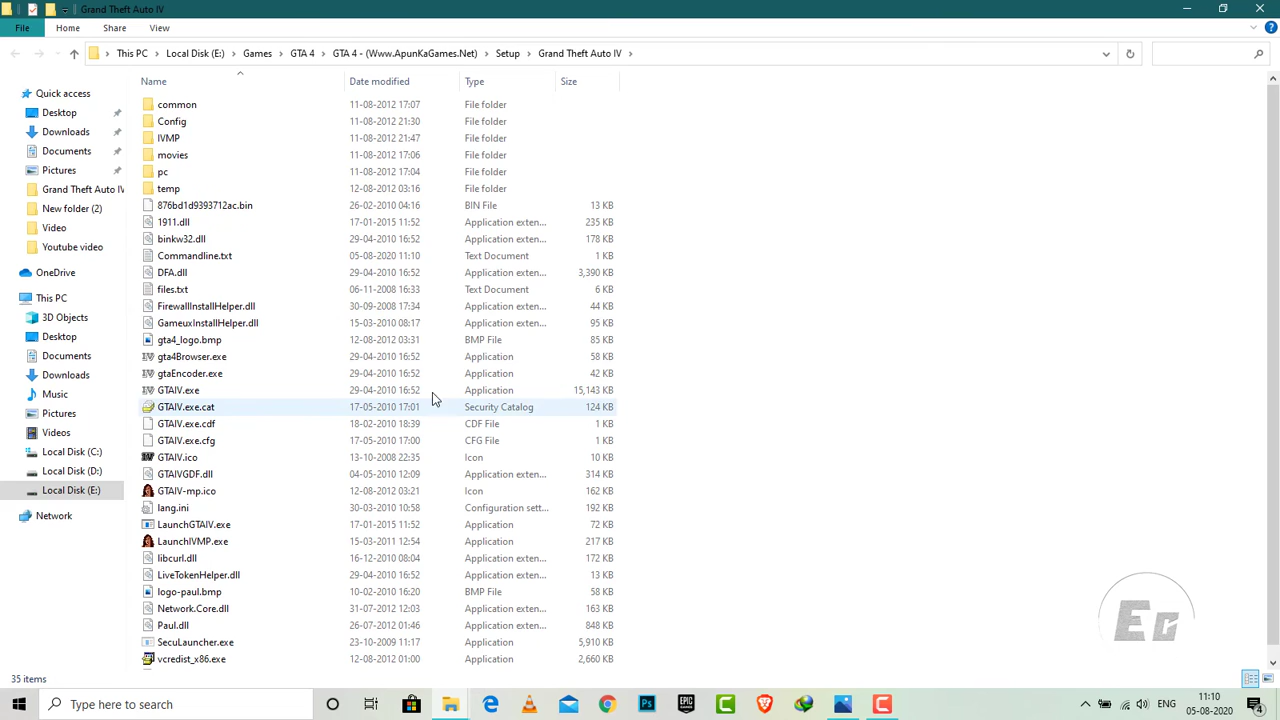 Grand Theft Auto IV
File Home Share View
This PC Local Disk (E:) Games GTA 4 GTA 4 - (Www.ApunKaGames.Net) Setup Grand Theft Auto IV
Name Date modified Type Size
Quick access
Desktop
Downloads
Documents
Pictures
Grand Theft Auto IV
New folder (2)
Video
Youtube video
OneDrive
This PC
3D Objects
Desktop
Documents
Downloads
Music
Pictures
Videos
Local Disk (C:)
Local Disk (D:)
Local Disk (E:)
Network
common 11-08-2012 17:07 File folder
Config 11-08-2012 21:30 File folder
IVMP 11-08-2012 21:47 File folder
movies 11-08-2012 17:06 File folder
pc 11-08-2012 17:04 File folder
temp 12-08-2012 03:16 File folder
876bd1d9393712ac.bin 26-02-2010 04:16 BIN File 13 KB
1911.dll 17-01-2015 11:52 Application exten... 235 KB
binkw32.dll 29-04-2010 16:52 Application exten... 178 KB
Commandline.txt 05-08-2020 11:10 Text Document 1 KB
DFA.dll 29-04-2010 16:52 Application exten... 3,390 KB
files.txt 06-11-2008 16:33 Text Document 6 KB
FirewallInstallHelper.dll 30-09-2008 17:34 Application exten... 44 KB
GameuxInstallHelper.dll 15-03-2010 08:17 Application exten... 95 KB
gta4_logo.bmp 12-08-2012 03:31 BMP File 85 KB
gta4Browser.exe 29-04-2010 16:52 Application 58 KB
gtaEncoder.exe 29-04-2010 16:52 Application 42 KB
GTAIV.exe 29-04-2010 16:52 Application 15,143 KB
GTAIV.exe.cat 17-05-2010 17:01 Security Catalog 124 KB
GTAIV.exe.cdf 18-02-2010 18:39 CDF File 1 KB
GTAIV.exe.cfg 17-05-2010 17:00 CFG File 1 KB
GTAIV.ico 13-10-2008 22:35 Icon 10 KB
GTAIVGDF.dll 04-05-2010 12:09 Application exten... 314 KB
GTAIV-mp.ico 12-08-2012 03:21 Icon 162 KB
lang.ini 30-03-2010 10:58 Configuration sett... 192 KB
LaunchGTAIV.exe 17-01-2015 11:52 Application 72 KB
LaunchIVMP.exe 15-03-2011 12:54 Application 217 KB
libcurl.dll 16-12-2010 08:04 Application exten... 172 KB
LiveTokenHelper.dll 29-04-2010 16:52 Application exten... 13 KB
logo-paul.bmp 10-02-2010 16:20 BMP File 58 KB
Network.Core.dll 31-07-2012 12:03 Application exten... 163 KB
Paul.dll 26-07-2012 01:46 Application exten... 848 KB
SecuLauncher.exe 23-10-2009 11:17 Application 5,910 KB
vcredist_x86.exe 12-08-2012 01:00 Application 2,660 KB
Er
35 items
Type here to search
Ps
EPIC GAMES
ENG
11:10
05-08-2020
4